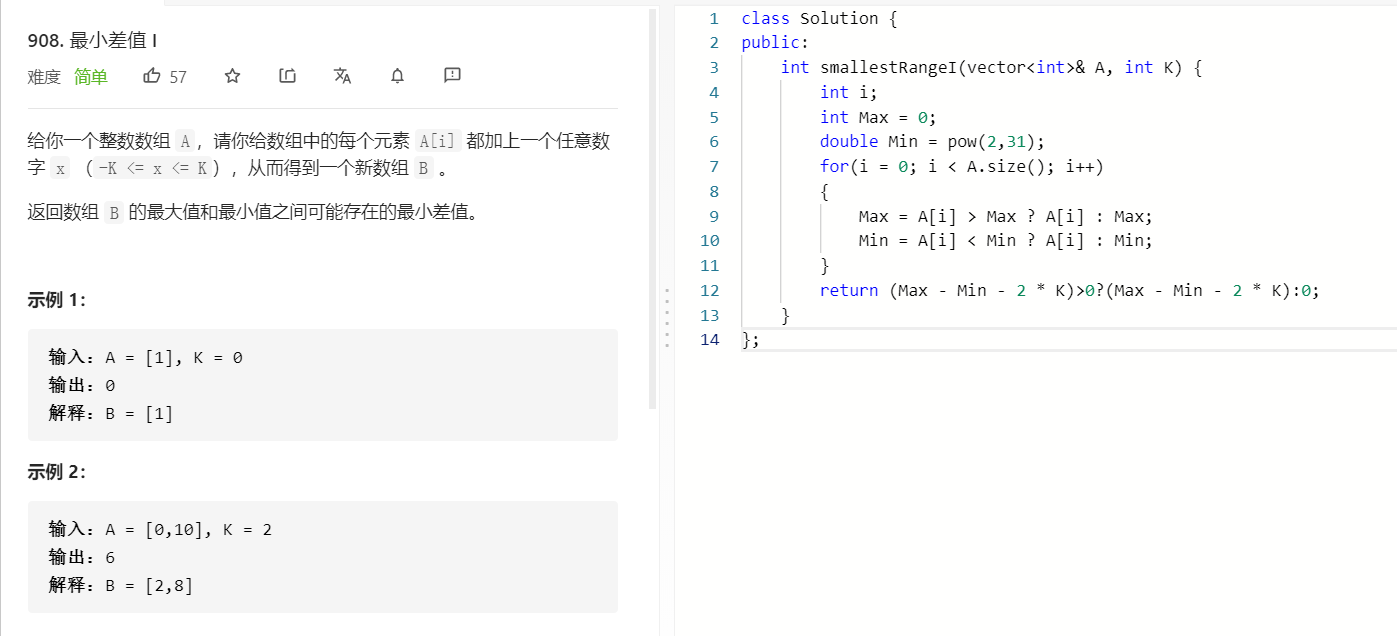 908. 最小差值 I
难度 简单 57
给你一个整数数组 A ，请你给数组中的每个元素 A[i] 都加上一个任意数
字 x （-K <= x <= K），从而得到一个新数组 B 。
返回数组 B 的最大值和最小值之间可能存在的最小差值。
示例 1：
输入：A = [1], K = 0
输出：0
解释：B = [1]
示例 2：
输入：A = [0,10], K = 2
输出：6
解释：B = [2,8]
1 class Solution {
2 public:
3     int smallestRangeI(vector<int>& A, int K) {
4         int i;
5         int Max = 0;
6         double Min = pow(2,31);
7         for(i = 0; i < A.size(); i++)
8         {
9             Max = A[i] > Max ? A[i] : Max;
10             Min = A[i] < Min ? A[i] : Min;
11         }
12         return (Max - Min - 2 * K)>0?(Max - Min - 2 * K):0;
13     }
14 };